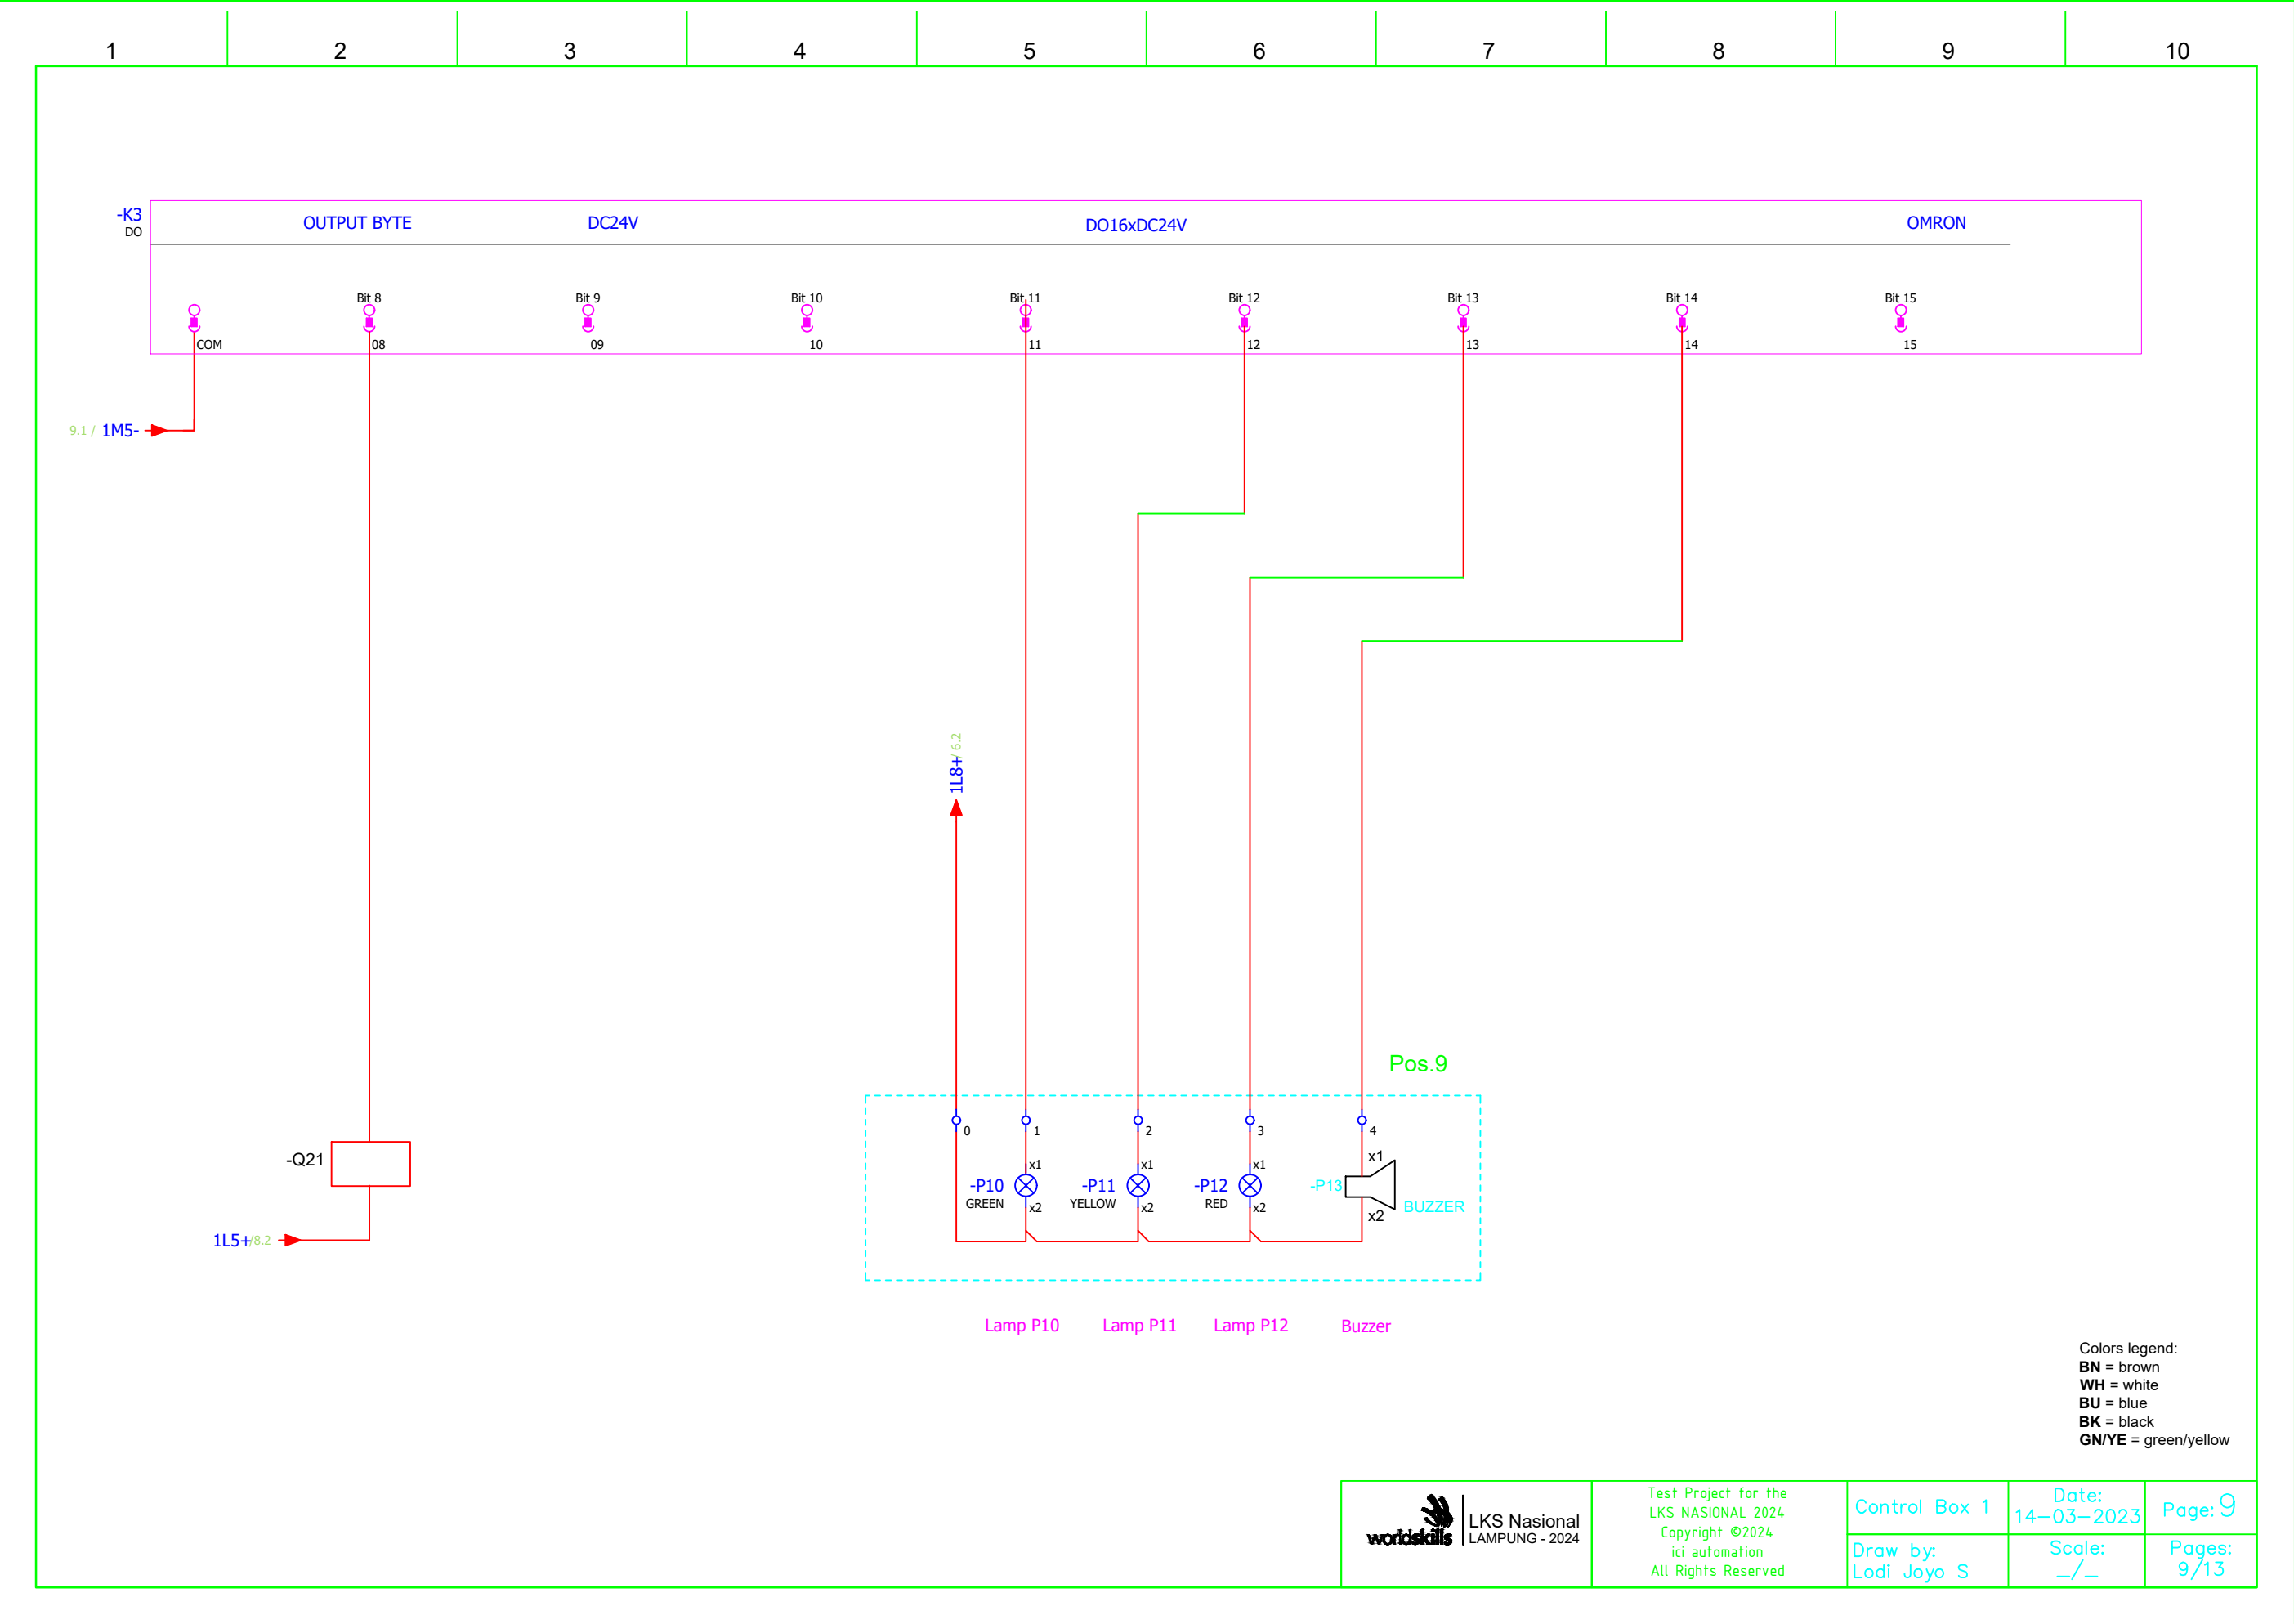 1 2 3 4 5 6 7 8 9 10
-K3
DO
OUTPUT BYTE DC24V DO16xDC24V OMRON
Bit 8 Bit 9 Bit 10 Bit 11 Bit 12 Bit 13 Bit 14 Bit 15
COM 08 09 10 11 12 13 14 15
9.1 / 1M5-
1L8+ / 6.2
Pos.9
0 1 2 3 4
-Q21
x1 x1 x1 x1
-P10 -P11 -P12 -P13
GREEN YELLOW RED BUZZER
x2 x2 x2 x2
1L5+ /8.2
Lamp P10 Lamp P11 Lamp P12 Buzzer
Colors legend:
BN = brown
WH = white
BU = blue
BK = black
GN/YE = green/yellow
worldskills
LKS Nasional
LAMPUNG - 2024
Test Project for the
LKS NASIONAL 2024
Copyright ©2024
ici automation
All Rights Reserved
Control Box 1
Draw by:
Lodi Joyo S
Date:
14-03-2023
Scale:
_/_
Page: 9
Pages:
9/13